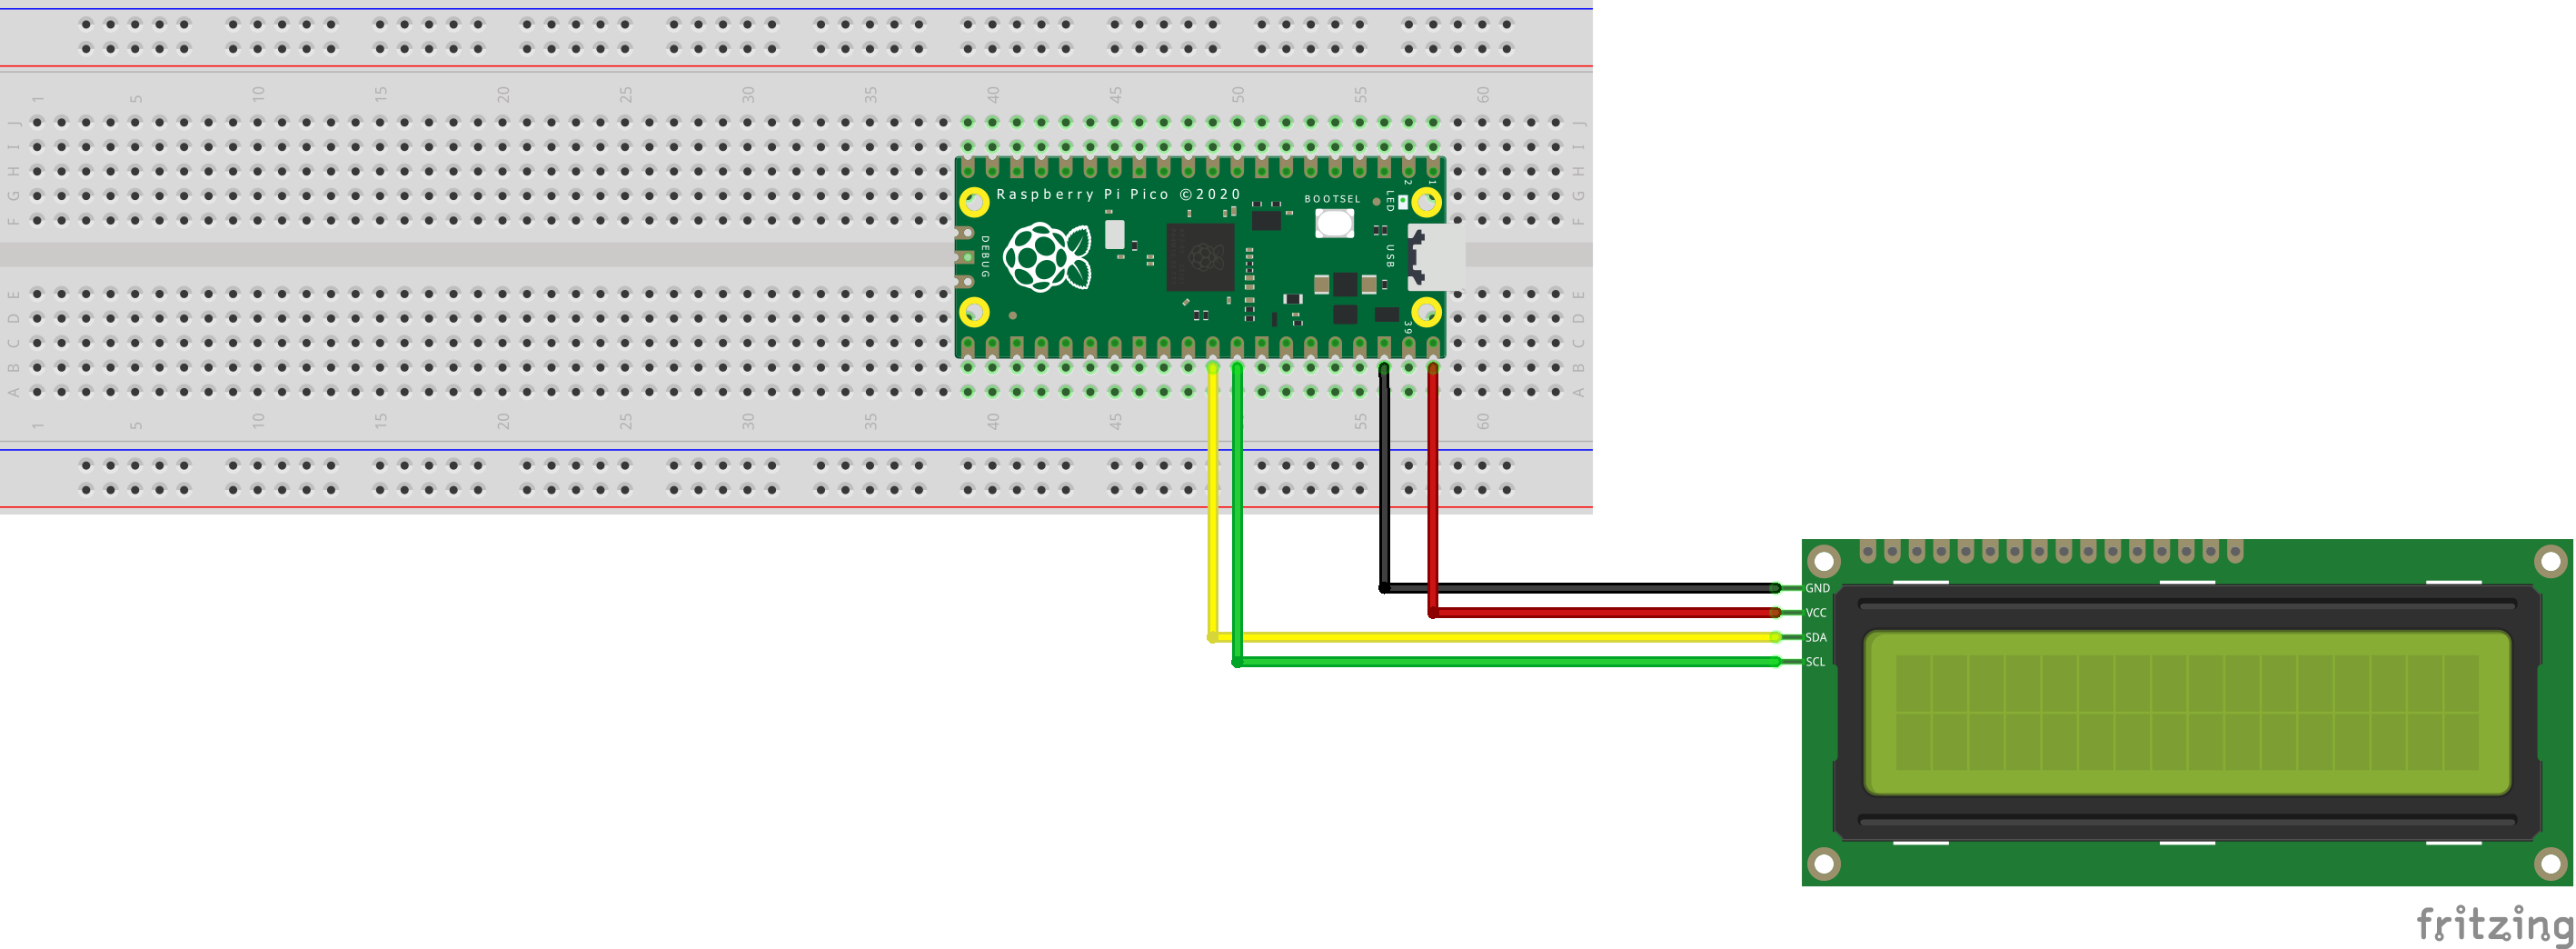 1 5 10 15 20 25 30 35 40 45 50 55 60
J J
I I
H H
G G
F F
Raspberry Pi Pico ©2020
BOOTSEL
LED
2
1
DEBUG
USB
39
E E
D D
C C
B B
A A
1 5 10 15 20 25 30 35 40 45 55 60
GND
VCC
SDA
SCL
fritzing